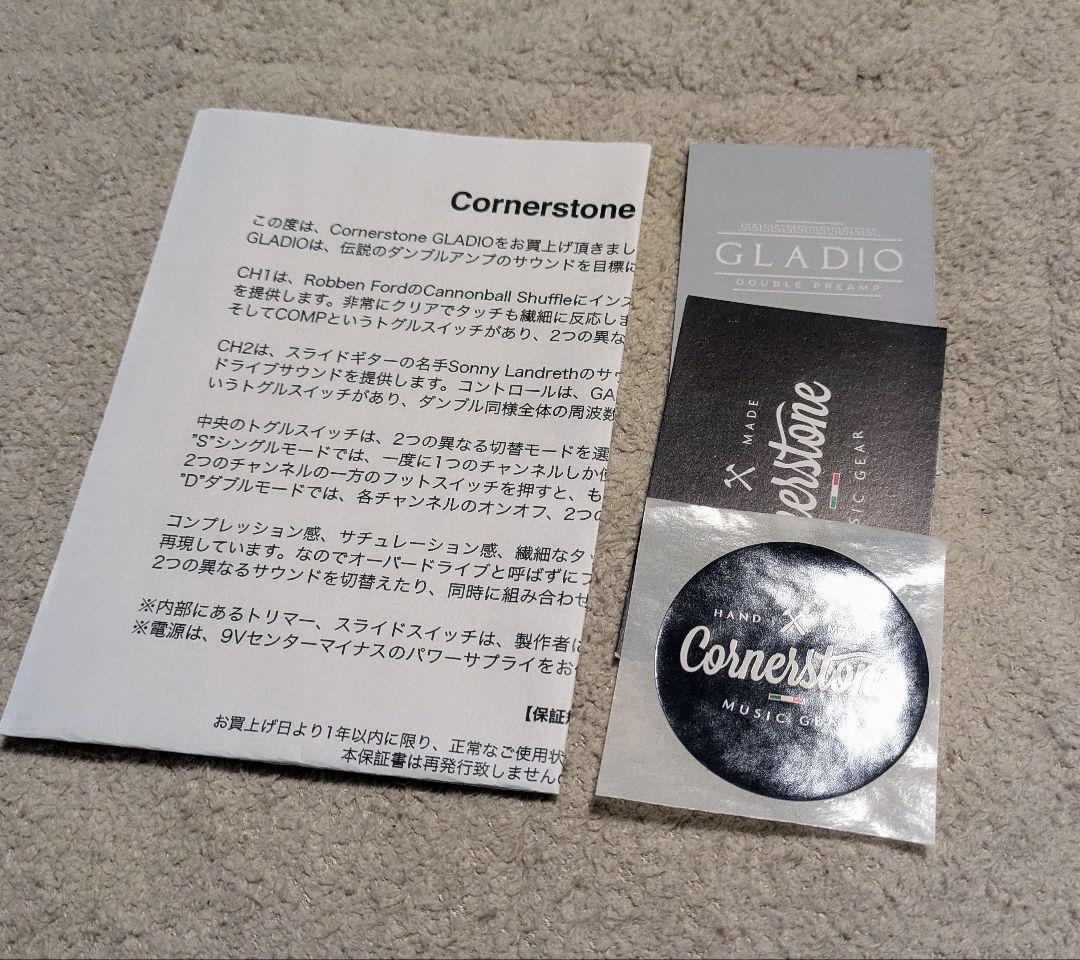 Cornerstone
この度は、Cornerstone GLADIOをお買上げ頂きまし
GLADIOは、伝説のダンブルアンプのサウンドを目標に
CH1は、Robben FordのCannonball Shuffleにインス
を提供します。非常にクリアでタッチも繊細に反応しま
そしてCOMPというトグルスイッチがあり、2つの異な
CH2は、スライドギターの名手Sonny Landrethのサウ
ドライブサウンドを提供します。コントロールは、GA
いうトグルスイッチがあり、ダンブル同様全体の周波数
中央のトグルスイッチは、2つの異なる切替モードを選
"S"シングルモードでは、一度に1つのチャンネルしか使
2つのチャンネルの一方のフットスイッチを押すと、も
"D"ダブルモードでは、各チャンネルのオンオフ、2つの
コンプレッション感、サチュレーション感、繊細なタッ
再現しています。なのでオーバードライブと呼ばずにつ
2つの異なるサウンドを切替えたり、同時に組み合わせ
※内部にあるトリマー、スライドスイッチは、製作者に
※電源は、9Vセンターマイナスのパワーサプライをお使
【保証規
お買上げ日より1年以内に限り、正常なご使用状
本保証書は再発行致しません
GLADIO
DOUBLE PREAMP
MADE
nerstone
SIC GEAR
HAND
Cornerstone
MUSIC GEAR